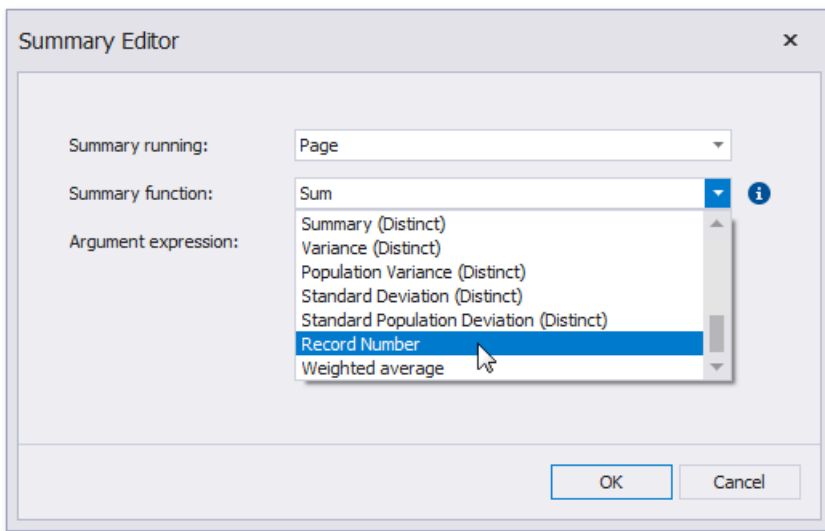 Summary Editor
Summary running:
Page
Summary function:
Sum
Argument expression:
Summary (Distinct)
Variance (Distinct)
Population Variance (Distinct)
Standard Deviation (Distinct)
Standard Population Deviation (Distinct)
Record Number
Weighted average
OK
Cancel